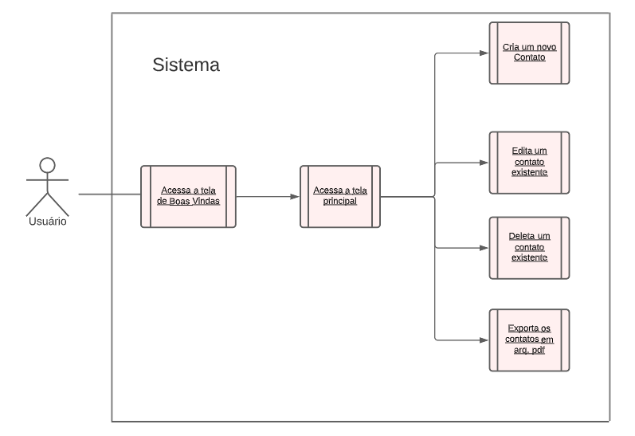 Sistema
Usuário
Acessa a tela
de Boas Vindas
Acessa a tela
principal
Cria um novo
Contato
Edita um
contato
existente
Deleta um
contato
existente
Exporta os
contatos em
arq. pdf